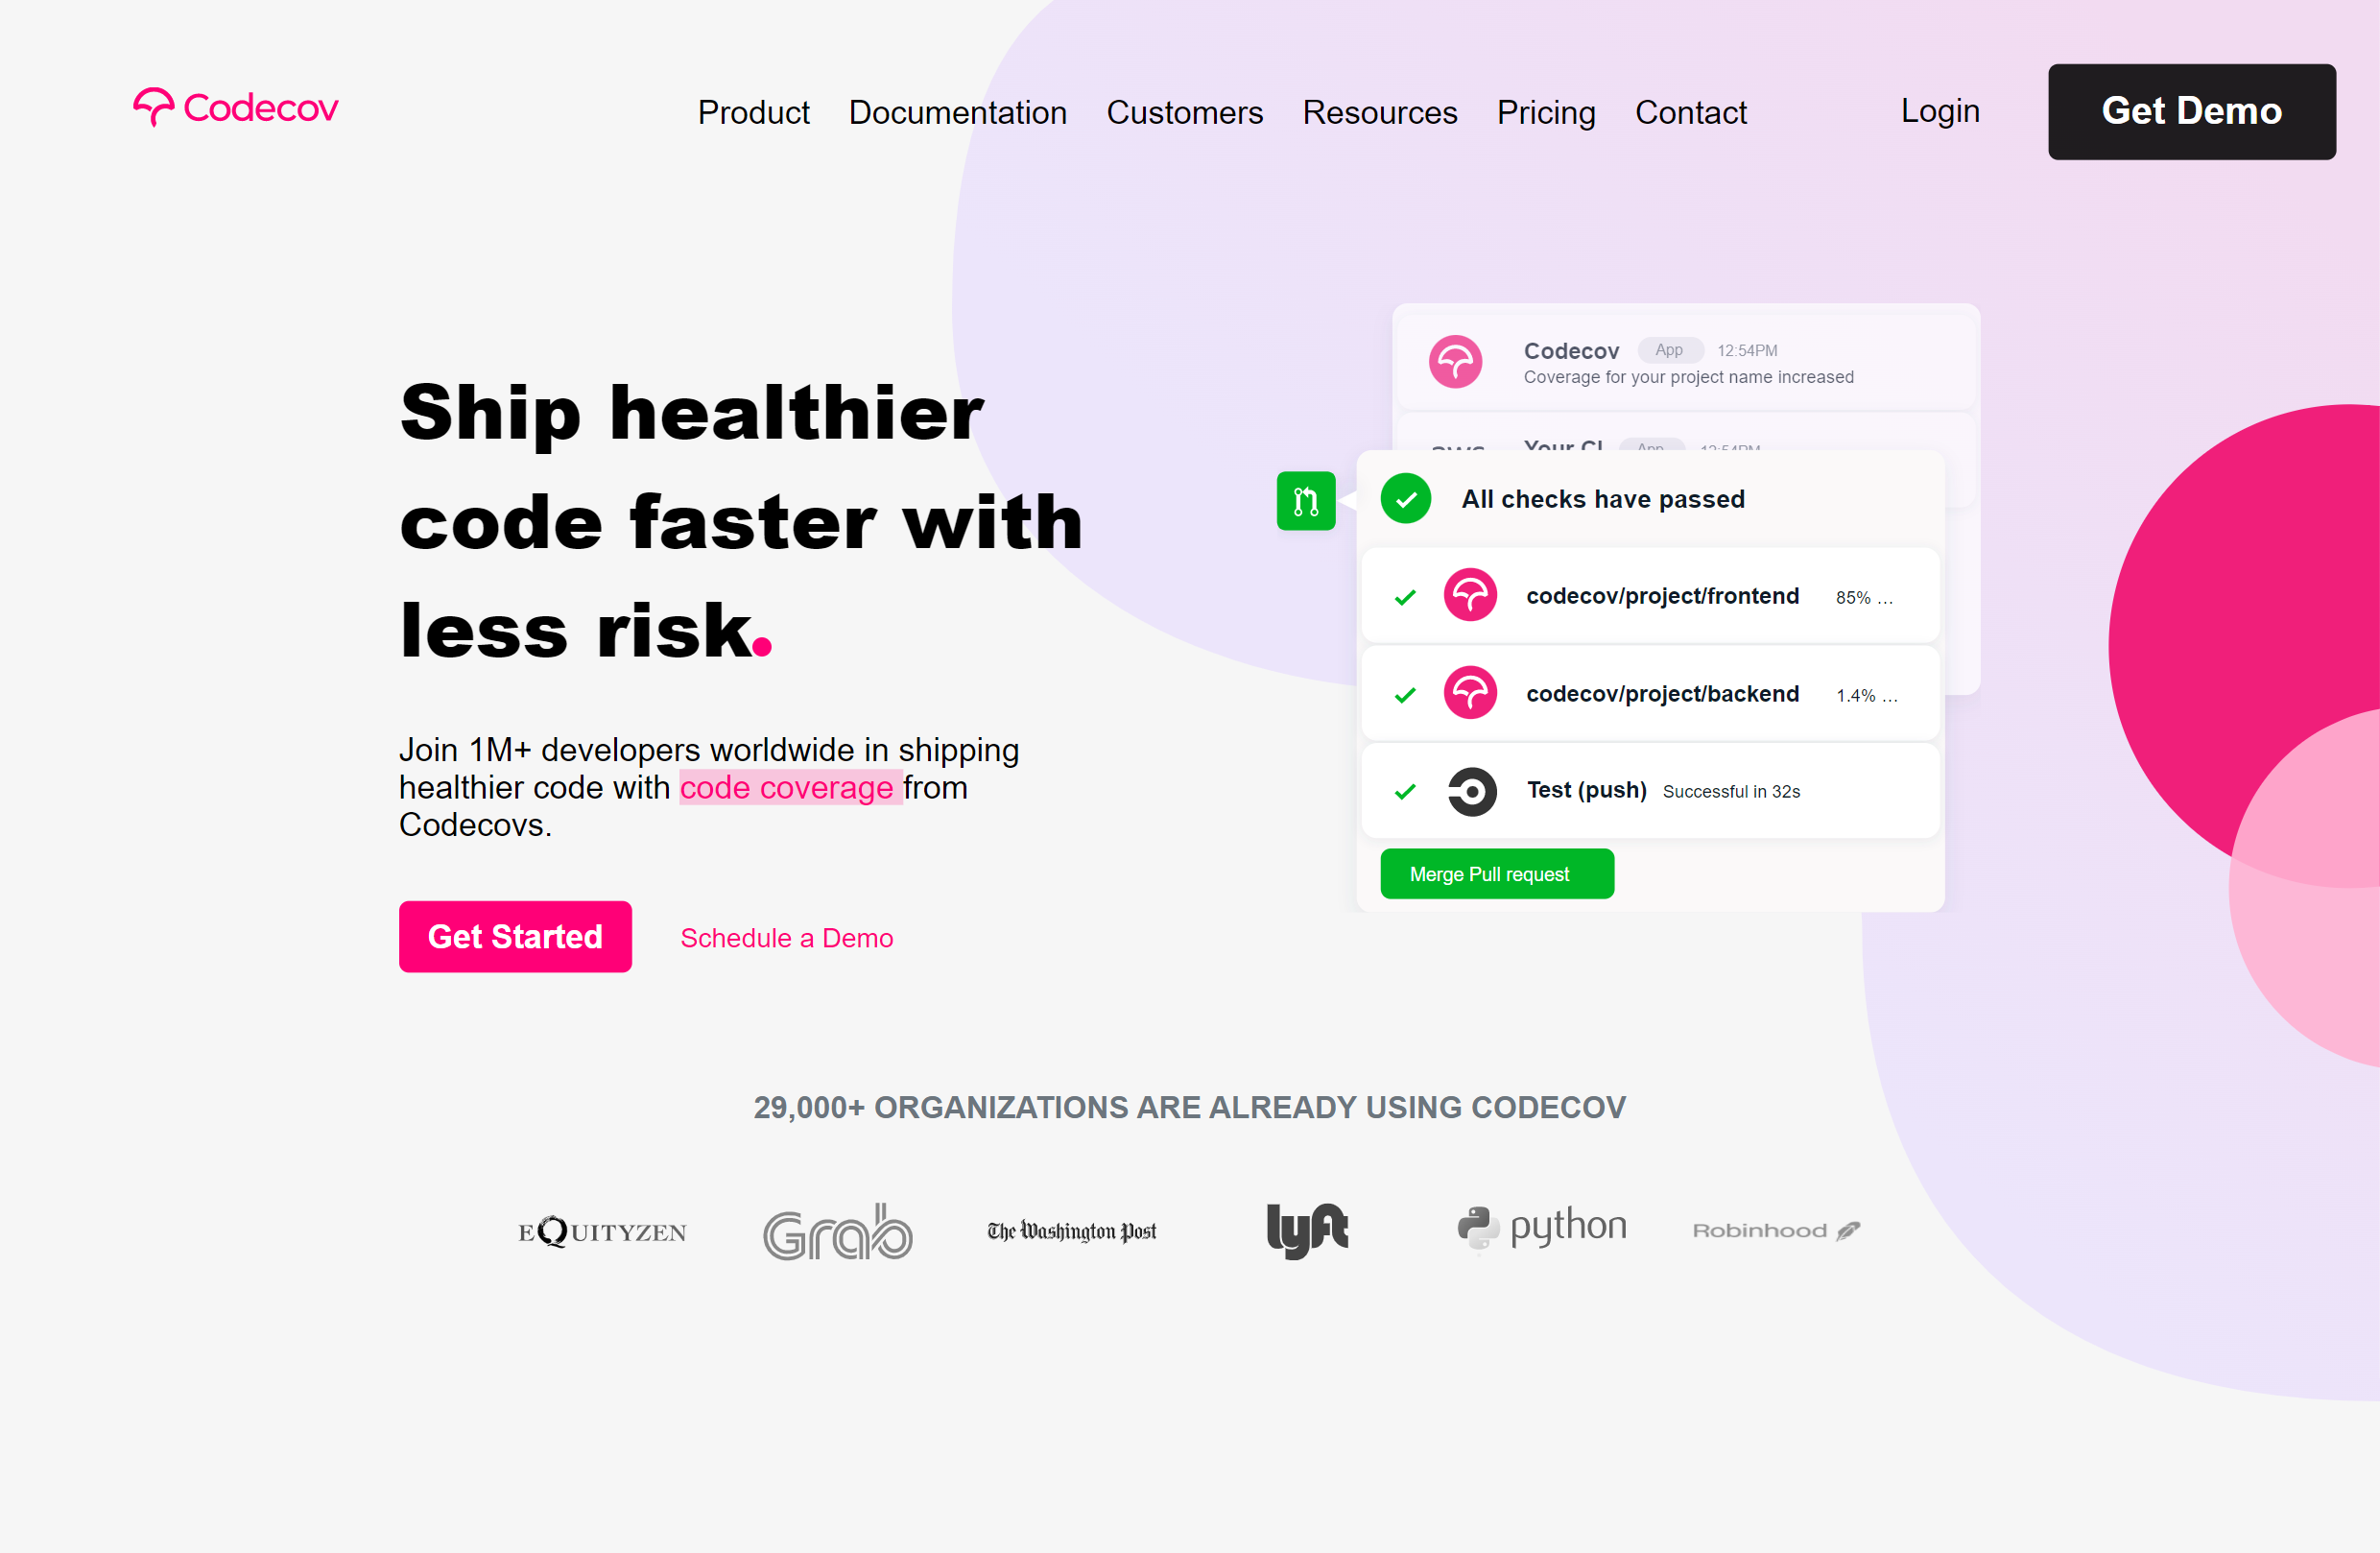 Codecov
Product Documentation Customers Resources Pricing Contact Login Get Demo
Ship healthier
code faster with
less risk.
Join 1M+ developers worldwide in shipping
healthier code with code coverage from
Codecovs.
Get Started Schedule a Demo
Codecov App 12:54PM
Coverage for your project name increased
aws Your CI App 12:54PM
All checks have passed
codecov/project/frontend 85% ...
codecov/project/backend 1.4% ...
Test (push) Successful in 32s
Merge Pull request
29,000+ ORGANIZATIONS ARE ALREADY USING CODECOV
EQUITYZEN Grab The Washington Post lyft python Robinhood